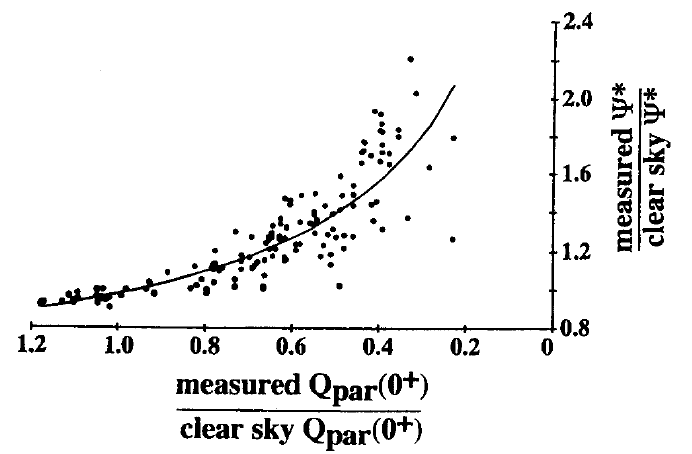 2.4
2.0
1.6
1.2
0.8
measured Ψ*
clear sky Ψ*
1.2 1.0 0.8 0.6 0.4 0.2 0
measured Qpar(0+)
clear sky Qpar(0+)